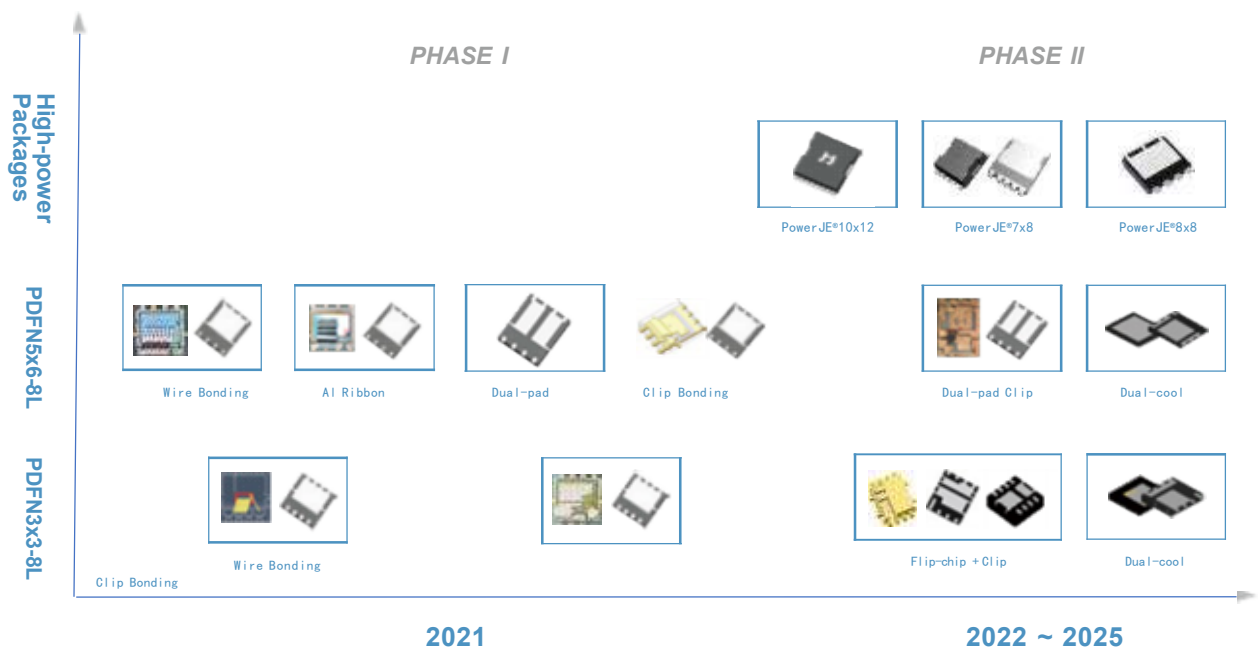 PHASE I
PHASE II
High-power
Packages
PowerJE®10x12
PowerJE®7x8
PowerJE®8x8
PDFN5x6-8L
Wire Bonding
Al Ribbon
Dual-pad
Clip Bonding
Dual-pad Clip
Dual-cool
PDFN3x3-8L
Wire Bonding
Flip-chip +Clip
Dual-cool
Clip Bonding
2021
2022 ~ 2025